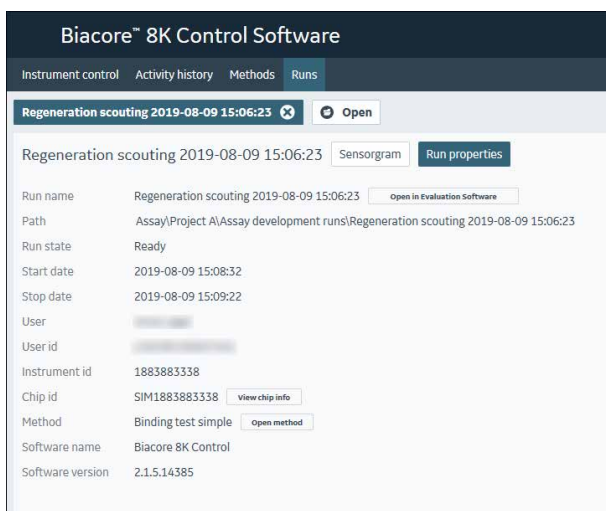 Biacore™ 8K Control Software
Instrument control Activity history Methods Runs
Regeneration scouting 2019-08-09 15:06:23 Open
Regeneration scouting 2019-08-09 15:06:23 Sensorgram Run properties
Run name Regeneration scouting 2019-08-09 15:06:23 Open in Evaluation Software
Path Assay\Project A\Assay development runs\Regeneration scouting 2019-08-09 15:06:23
Run state Ready
Start date 2019-08-09 15:08:32
Stop date 2019-08-09 15:09:22
User
User id
Instrument id 1883883338
Chip id SIM1883883338 View chip info
Method Binding test simple Open method
Software name Biacore 8K Control
Software version 2.1.5.14385